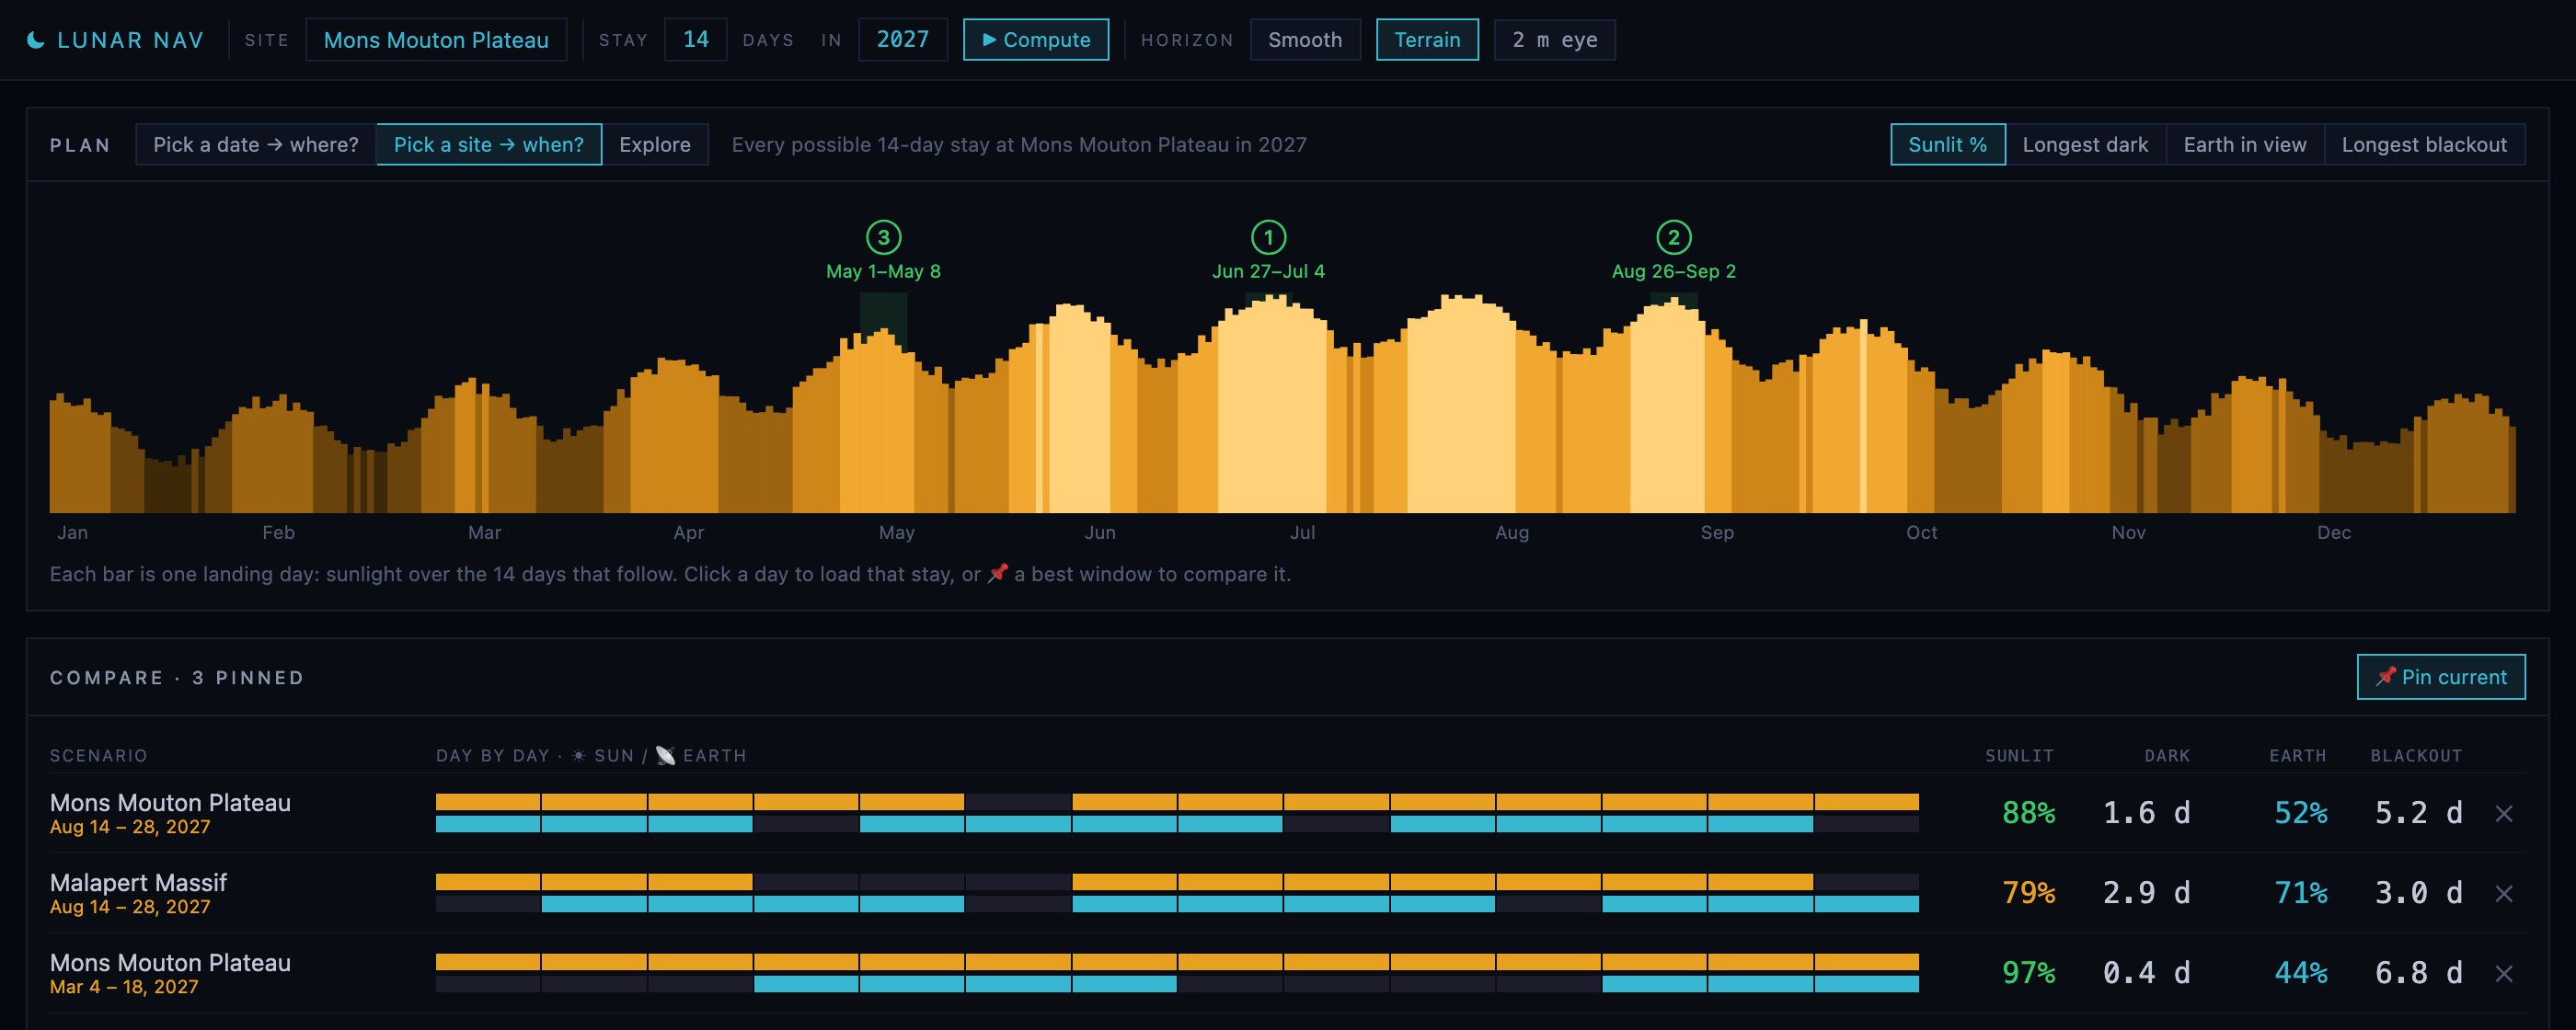 LUNAR NAV SITE Mons Mouton Plateau STAY 14 DAYS IN 2027 ▶ Compute HORIZON Smooth Terrain 2 m eye
PLAN Pick a date → where? Pick a site → when? Explore Every possible 14-day stay at Mons Mouton Plateau in 2027 Sunlit % Longest dark Earth in view Longest blackout
3 1 2
May 1–May 8 Jun 27–Jul 4 Aug 26–Sep 2
Jan Feb Mar Apr May Jun Jul Aug Sep Oct Nov Dec
Each bar is one landing day: sunlight over the 14 days that follow. Click a day to load that stay, or 📌 a best window to compare it.
COMPARE · 3 PINNED 📌 Pin current
SCENARIO DAY BY DAY · ☀ SUN / 📡 EARTH SUNLIT DARK EARTH BLACKOUT
Mons Mouton Plateau 88% 1.6 d 52% 5.2 d ×
Aug 14 – 28, 2027
Malapert Massif 79% 2.9 d 71% 3.0 d ×
Aug 14 – 28, 2027
Mons Mouton Plateau 97% 0.4 d 44% 6.8 d ×
Mar 4 – 18, 2027